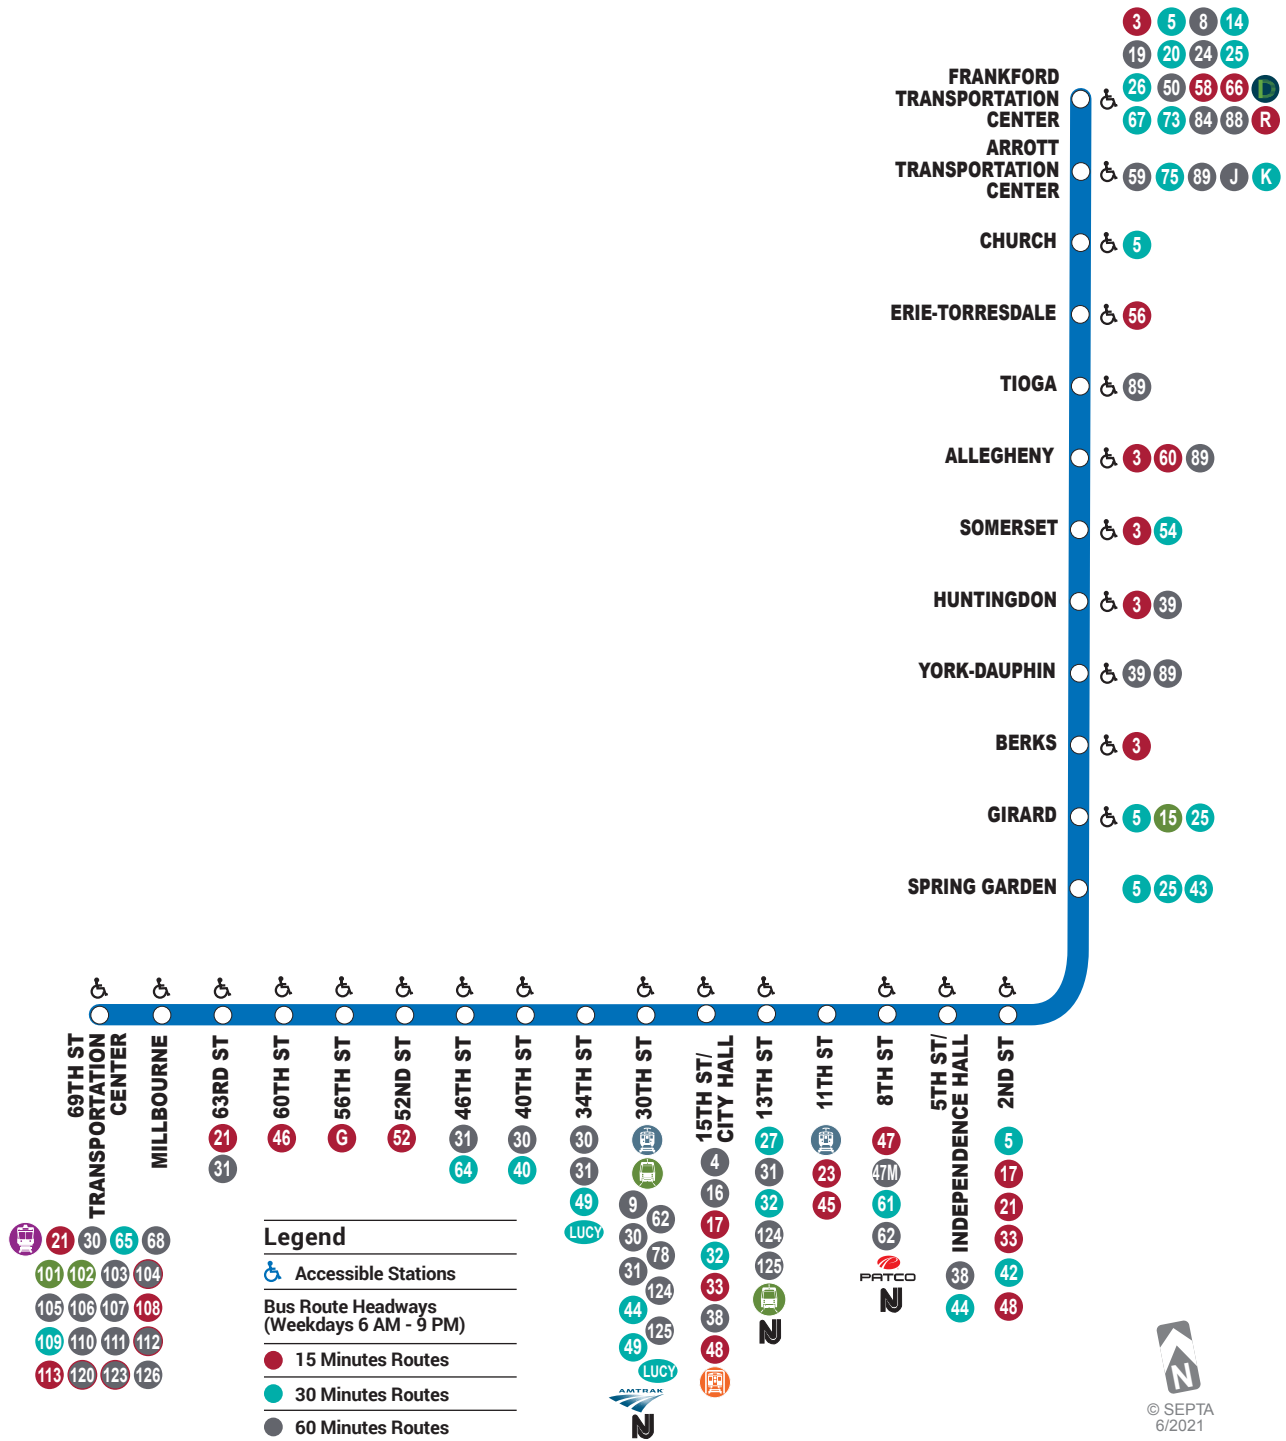 3 5 8 14
19 20 24 25
26 50 58 66 D
67 73 84 88 R
FRANKFORD
TRANSPORTATION
CENTER
ARROTT
TRANSPORTATION
CENTER
59 75 89 J K
CHURCH
5
ERIE-TORRESDALE
56
TIOGA
89
ALLEGHENY
3 60 89
SOMERSET
3 54
HUNTINGDON
3 39
YORK-DAUPHIN
39 89
BERKS
3
GIRARD
5 15 25
SPRING GARDEN
5 25 43
69TH ST
TRANSPORTATION
CENTER
21 30 65 68
101 102 103 104
105 106 107 108
109 110 111 112
113 120 123 126
MILLBOURNE
63RD ST
21
31
60TH ST
46
56TH ST
G
52ND ST
52
46TH ST
31
64
40TH ST
30
40
34TH ST
30
31
49
LUCY
30TH ST
9
62
30
78
31
124
44
125
49
LUCY
AMTRAK
NJ
15TH ST/
CITY HALL
4
16
17
32
33
38
48
13TH ST
27
31
32
124
125
NJ
11TH ST
23
45
8TH ST
47
47M
61
62
PATCO
NJ
5TH ST/
INDEPENDENCE HALL
38
44
2ND ST
5
17
21
33
42
48
Legend
Accessible Stations
Bus Route Headways
(Weekdays 6 AM - 9 PM)
15 Minutes Routes
30 Minutes Routes
60 Minutes Routes
N
© SEPTA
6/2021